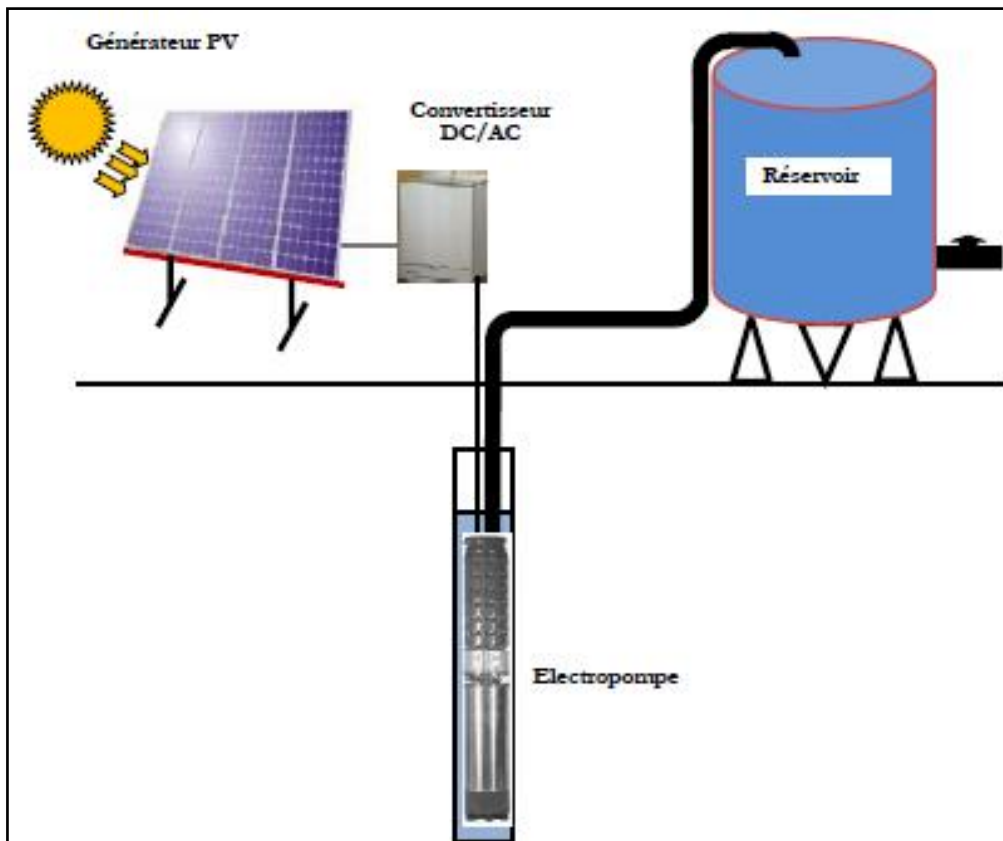 Générateur PV
Convertisseur
DC/AC
Réservoir
Electropompe